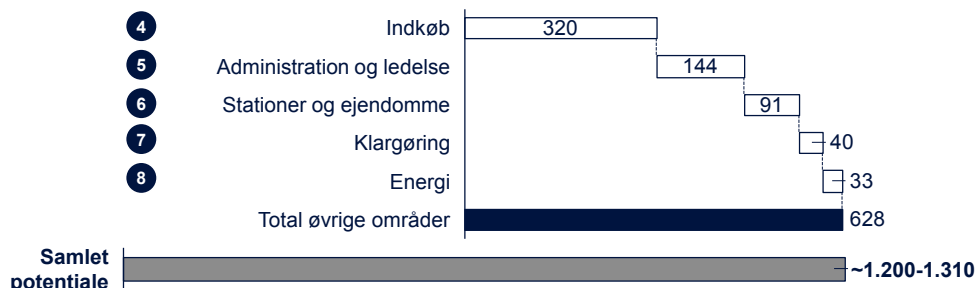 4 Indkøb 320
5 Administration og ledelse 144
6 Stationer og ejendomme 91
7 Klargøring 40
8 Energi 33
Total øvrige områder 628
Samlet
potentiale ~1.200-1.310